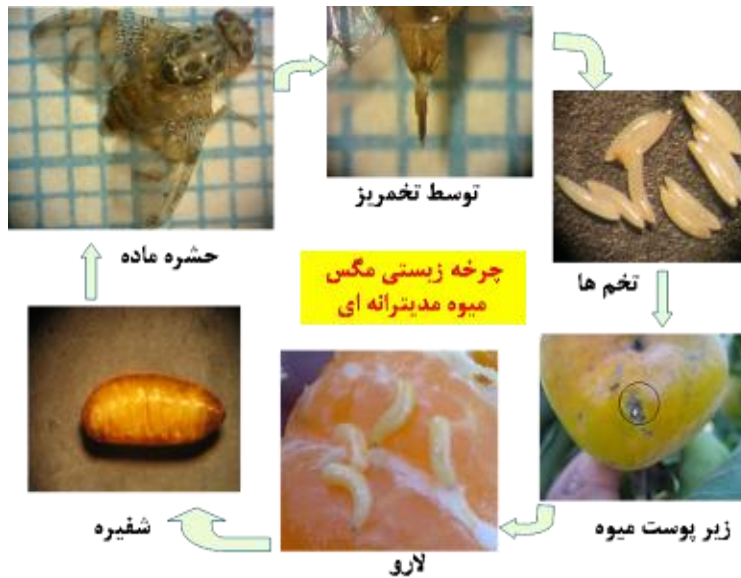 توسط تخمریز
حشره ماده
چرخه زیستی مگس
میوه مدیترانه ای
تخم ها
زیر پوست میوه
شفیره
لارو